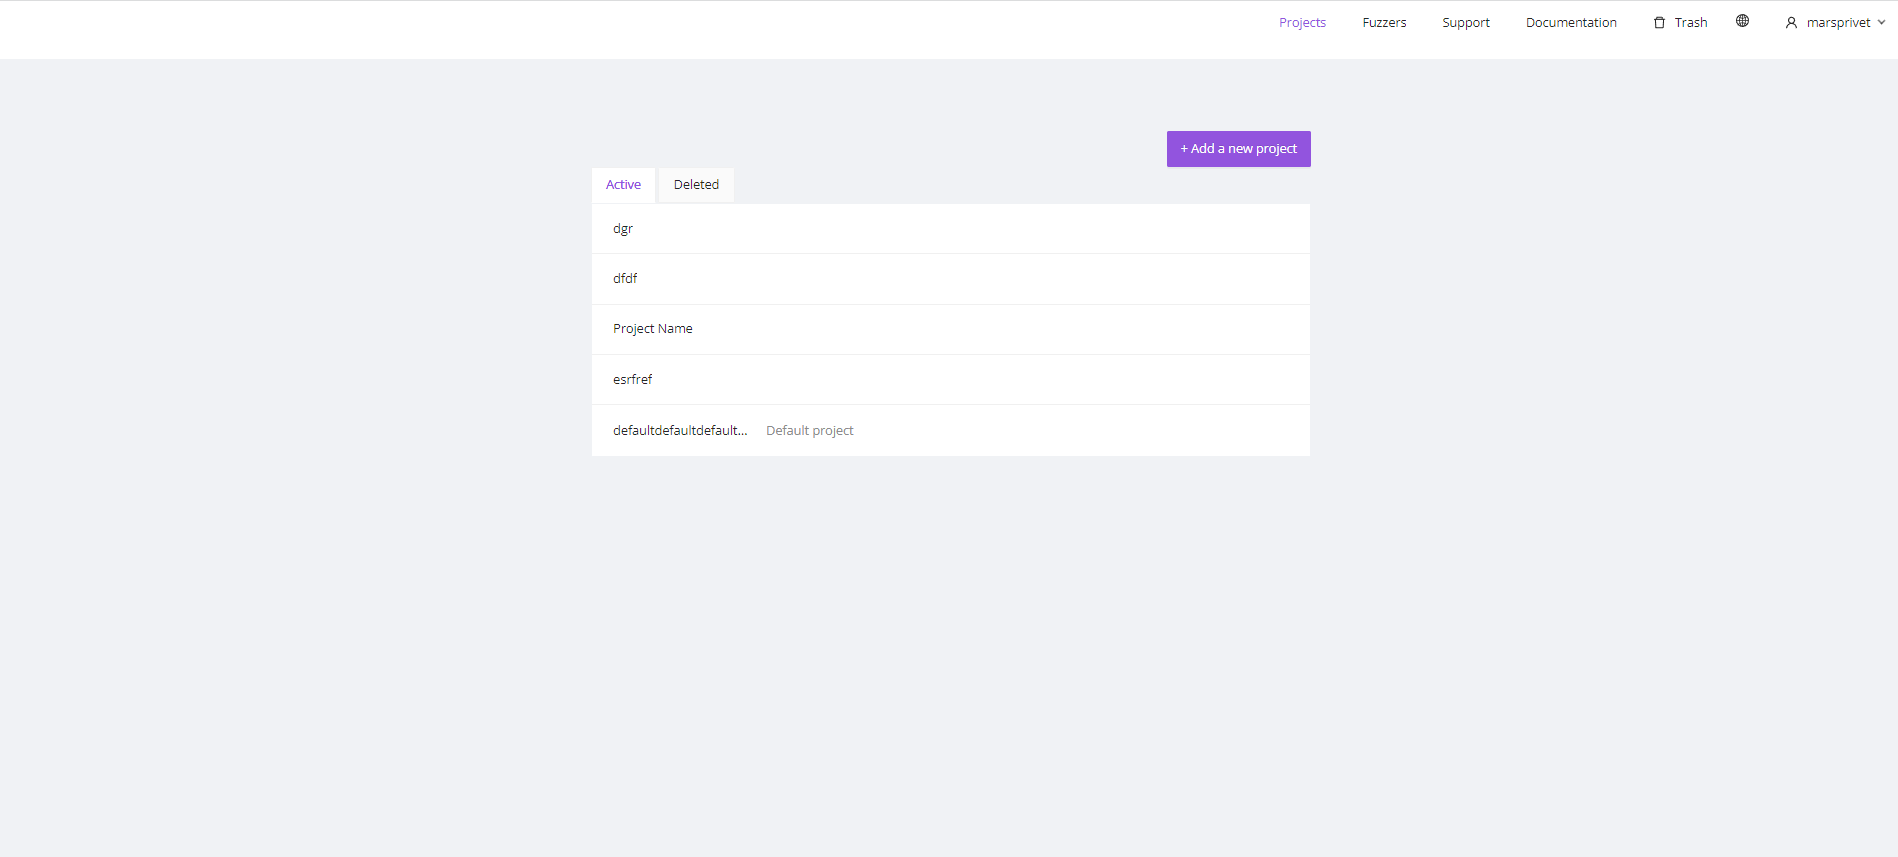 Projects Fuzzers Support Documentation Trash marsprivet
+ Add a new project
Active Deleted
dgr
dfdf
Project Name
esrfref
defaultdefaultdefault... Default project